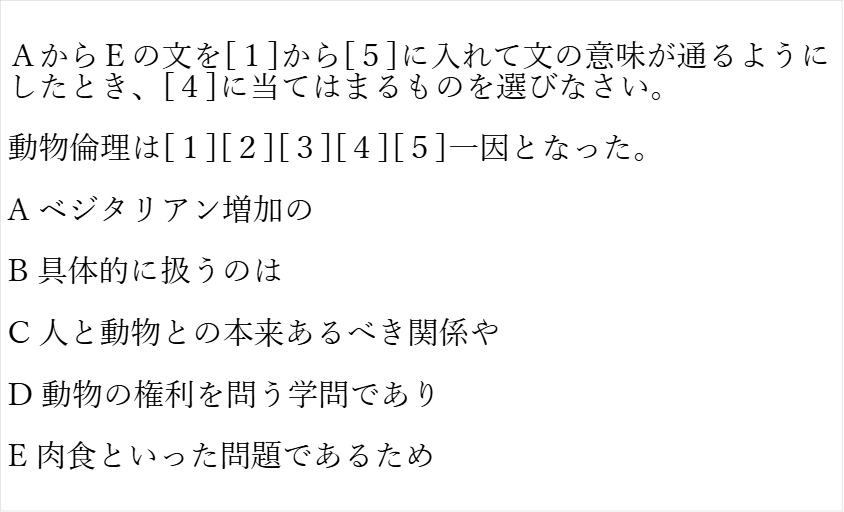 ＡからＥの文を[１]から[５]に入れて文の意味が通るように
したとき、[４]に当てはまるものを選びなさい。
動物倫理は[１][２][３][４][５]一因となった。
A ベジタリアン増加の
B 具体的に扱うのは
C 人と動物との本来あるべき関係や
D 動物の権利を問う学問であり
E 肉食といった問題であるため